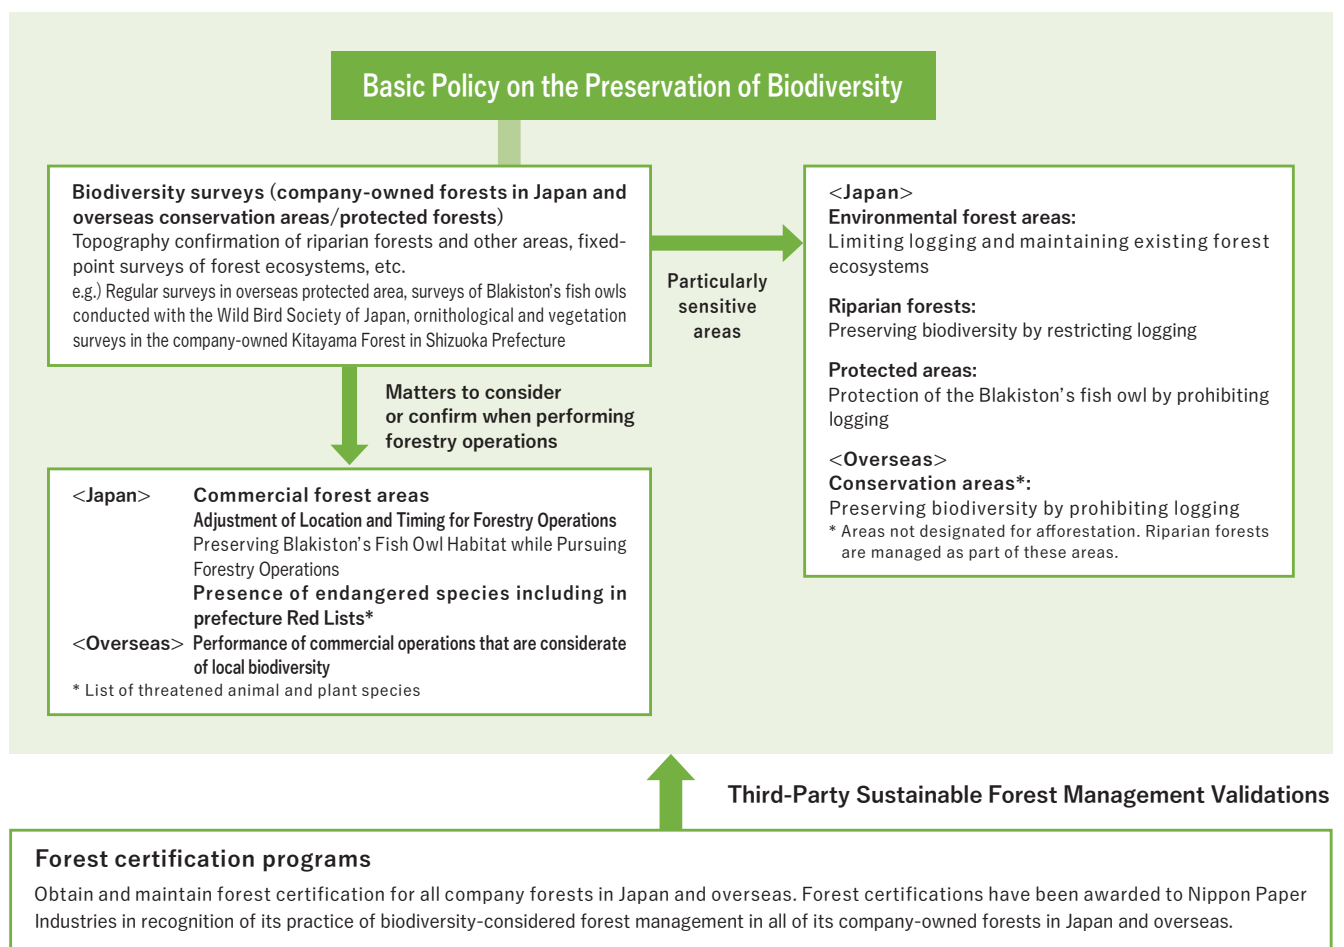 Basic Policy on the Preservation of Biodiversity
Biodiversity surveys (company-owned forests in Japan and
overseas conservation areas/protected forests)
Topography confirmation of riparian forests and other areas, fixed-
point surveys of forest ecosystems, etc.
e.g.) Regular surveys in overseas protected area, surveys of Blakiston's fish owls
conducted with the Wild Bird Society of Japan, ornithological and vegetation
surveys in the company-owned Kitayama Forest in Shizuoka Prefecture
Particularly
sensitive
areas
<Japan>
Environmental forest areas:
Limiting logging and maintaining existing forest
ecosystems
Riparian forests:
Preserving biodiversity by restricting logging
Protected areas:
Protection of the Blakiston's fish owl by prohibiting
logging
<Overseas>
Conservation areas*:
Preserving biodiversity by prohibiting logging
* Areas not designated for afforestation. Riparian forests
are managed as part of these areas.
Matters to consider
or confirm when performing
forestry operations
<Japan> Commercial forest areas
Adjustment of Location and Timing for Forestry Operations
Preserving Blakiston's Fish Owl Habitat while Pursuing
Forestry Operations
Presence of endangered species including in
prefecture Red Lists*
<Overseas> Performance of commercial operations that are considerate
of local biodiversity
* List of threatened animal and plant species
Third-Party Sustainable Forest Management Validations
Forest certification programs
Obtain and maintain forest certification for all company forests in Japan and overseas. Forest certifications have been awarded to Nippon Paper
Industries in recognition of its practice of biodiversity-considered forest management in all of its company-owned forests in Japan and overseas.